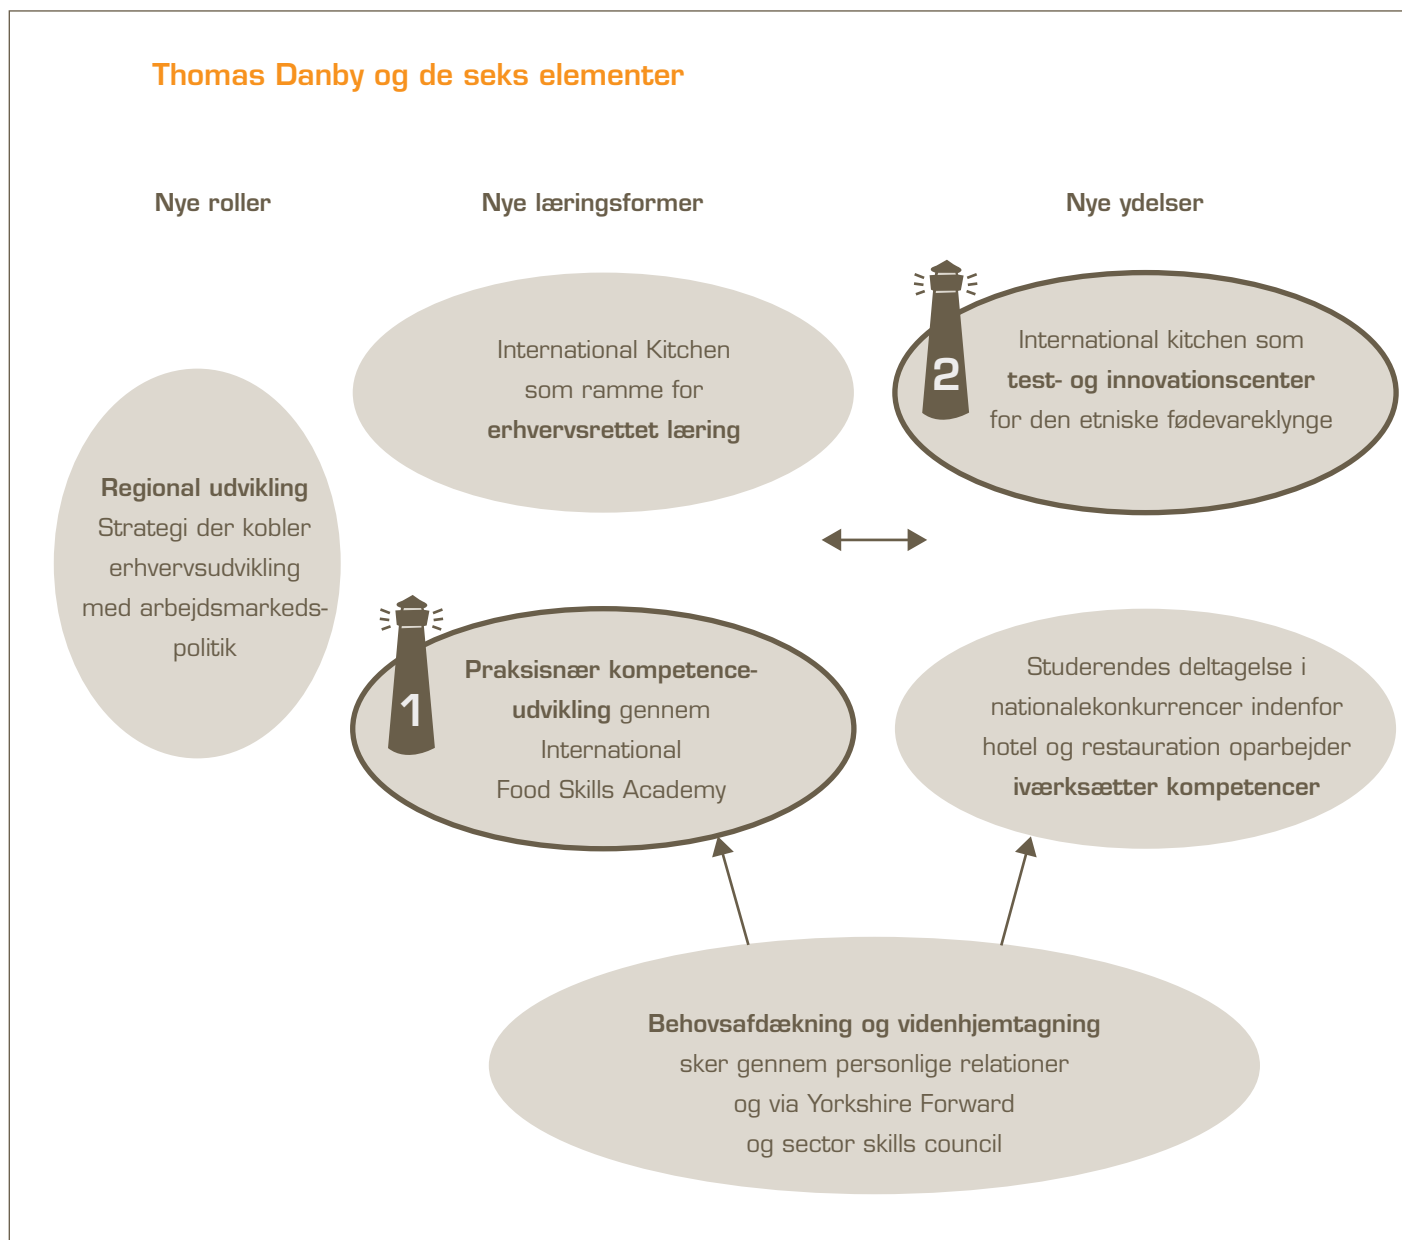 Thomas Danby og de seks elementer
Nye roller
Nye læringsformer
Nye ydelser
Regional udvikling
Strategi der kobler
erhvervsudvikling
med arbejdsmarkeds-
politik
International Kitchen
som ramme for
erhvervsrettet læring
2
International kitchen som
test- og innovationscenter
for den etniske fødevareklynge
1
Praksisnær kompetence-
udvikling gennem
International
Food Skills Academy
Studerendes deltagelse i
nationalekonkurrencer indenfor
hotel og restauration oparbejder
iværksætter kompetencer
Behovsafdækning og videnhjemtagning
sker gennem personlige relationer
og via Yorkshire Forward
og sector skills council